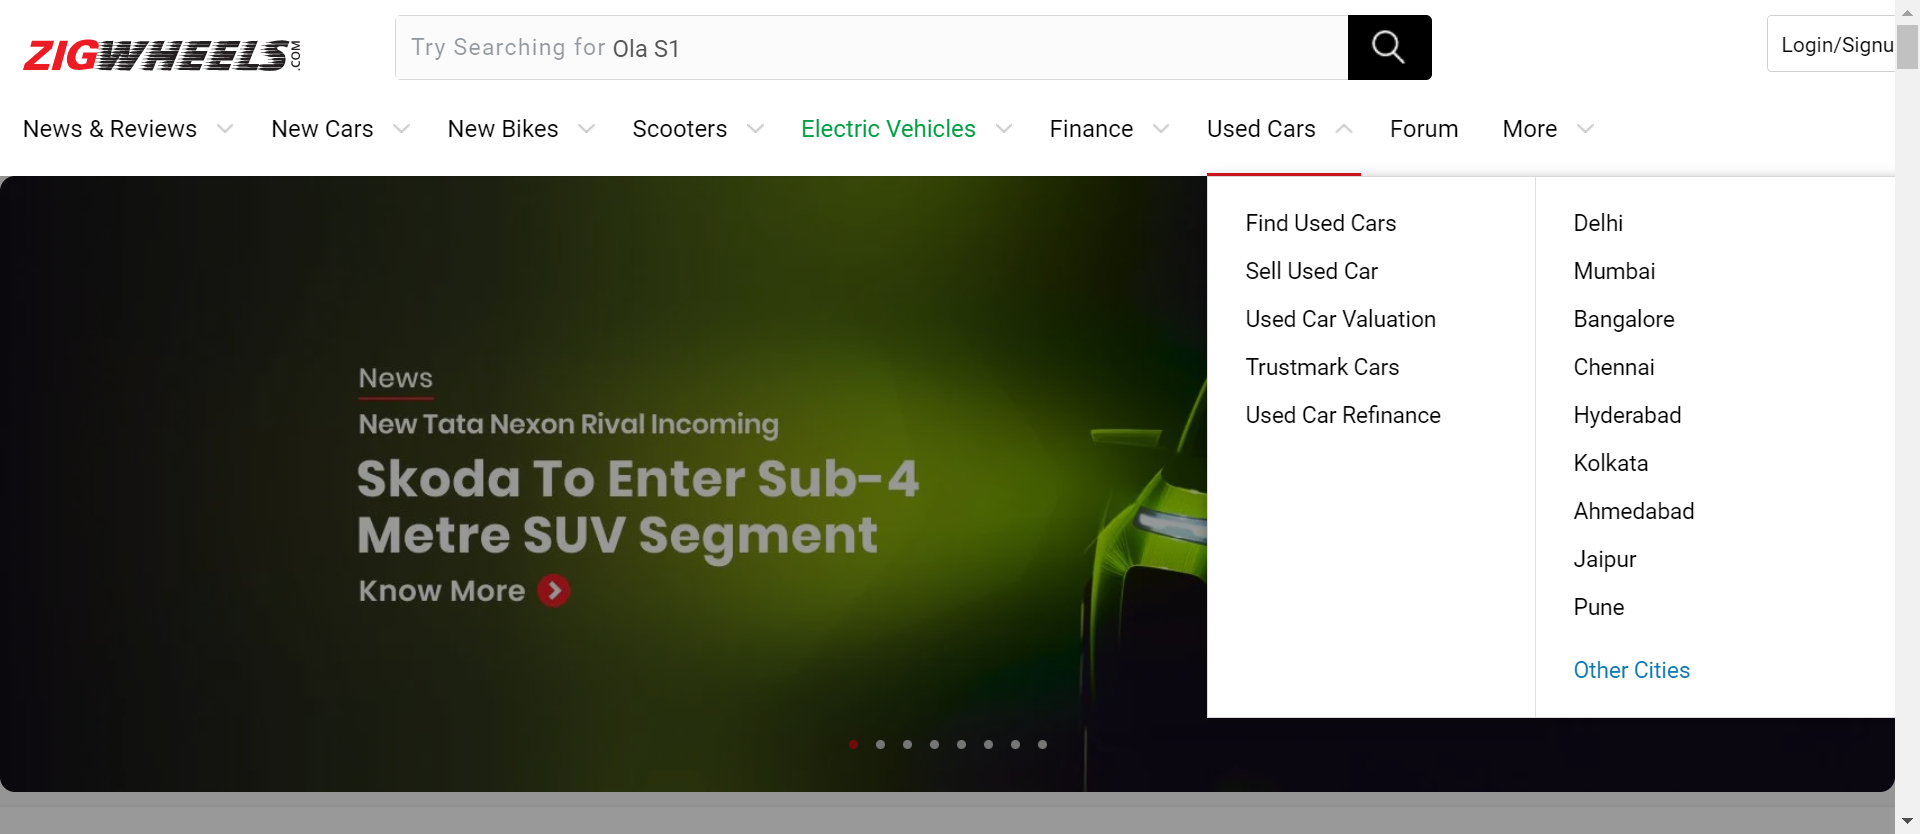 ZIGWHEELS.COM
Try Searching for Ola S1
Login/Signu
News & Reviews
New Cars
New Bikes
Scooters
Electric Vehicles
Finance
Used Cars
Forum
More
Find Used Cars
Sell Used Car
Used Car Valuation
Trustmark Cars
Used Car Refinance
Delhi
Mumbai
Bangalore
Chennai
Hyderabad
Kolkata
Ahmedabad
Jaipur
Pune
Other Cities
News
New Tata Nexon Rival Incoming
Skoda To Enter Sub-4
Metre SUV Segment
Know More